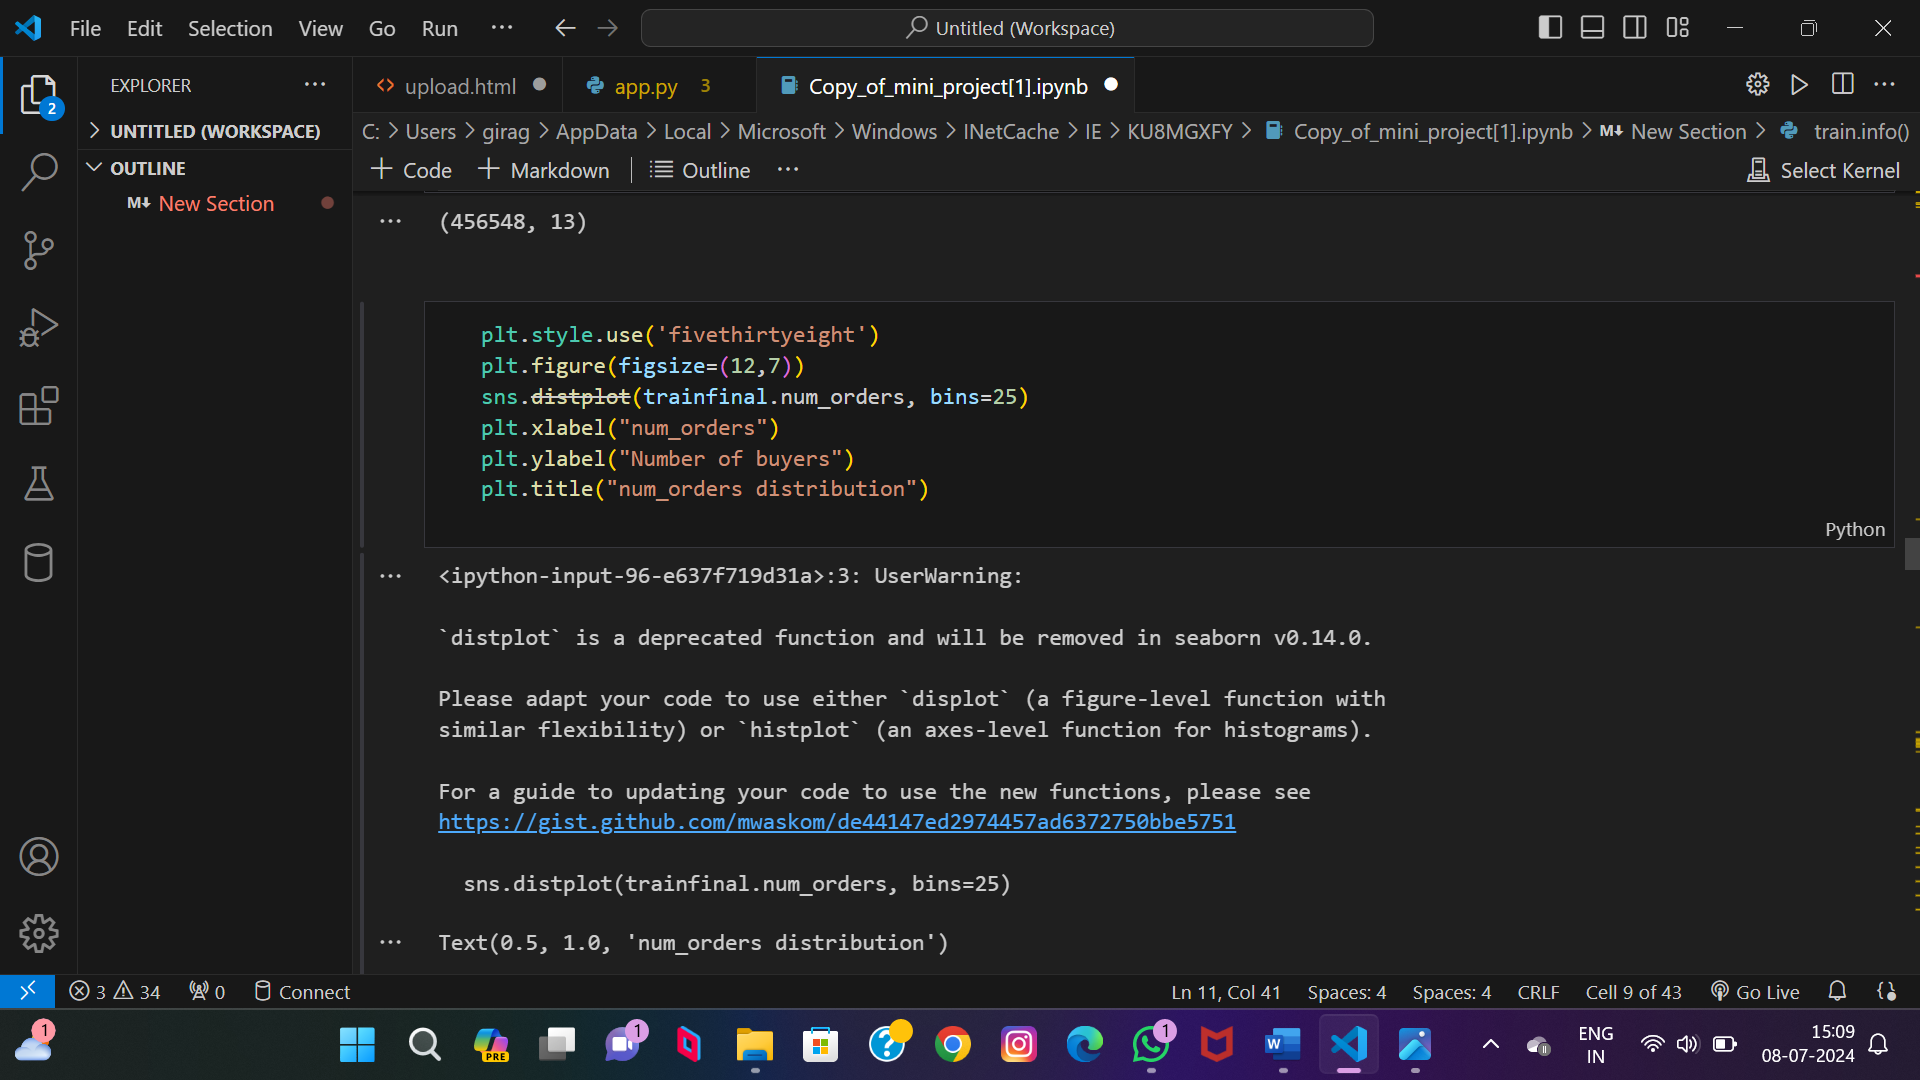 File Edit Selection View Go Run ··· Untitled (Workspace)
EXPLORER ···
upload.html
app.py 3
Copy_of_mini_project[1].ipynb
UNTITLED (WORKSPACE)
C: > Users > girag > AppData > Local > Microsoft > Windows > INetCache > IE > KU8MGXFY > Copy_of_mini_project[1].ipynb > M↓ New Section > train.info()
OUTLINE
+ Code + Markdown | Outline ··· Select Kernel
M↓ New Section
2
··· (456548, 13)
plt.style.use('fivethirtyeight')
plt.figure(figsize=(12,7))
sns.distplot(trainfinal.num_orders, bins=25)
plt.xlabel("num_orders")
plt.ylabel("Number of buyers")
plt.title("num_orders distribution")
Python
··· <ipython-input-96-e637f719d31a>:3: UserWarning:
`distplot` is a deprecated function and will be removed in seaborn v0.14.0.
Please adapt your code to use either `displot` (a figure-level function with
similar flexibility) or `histplot` (an axes-level function for histograms).
For a guide to updating your code to use the new functions, please see
https://gist.github.com/mwaskom/de44147ed2974457ad6372750bbe5751
sns.distplot(trainfinal.num_orders, bins=25)
··· Text(0.5, 1.0, 'num_orders distribution')
3 34 0 Connect Ln 11, Col 41 Spaces: 4 Spaces: 4 CRLF Cell 9 of 43 Go Live
1 PRE 1 1 W ENG
IN
15:09
08-07-2024